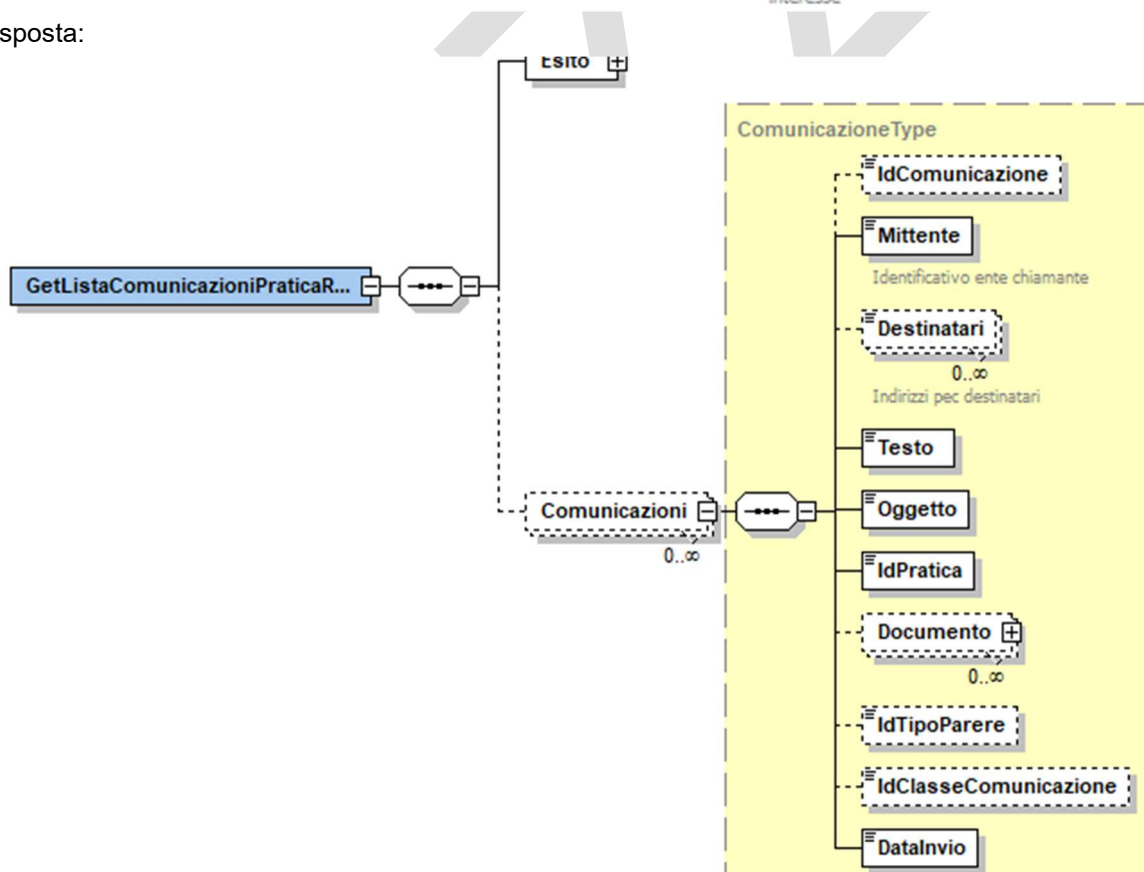 Interesse
sposta:
Esito
ComunicazioneType
IdComunicazione
Mittente
Identificativo ente chiamante
GetListaComunicazioniPraticaR...
Destinatari
0..∞
Indirizzi pec destinatari
Testo
Comunicazioni
0..∞
Oggetto
IdPratica
Documento
0..∞
IdTipoParere
IdClasseComunicazione
DataInvio